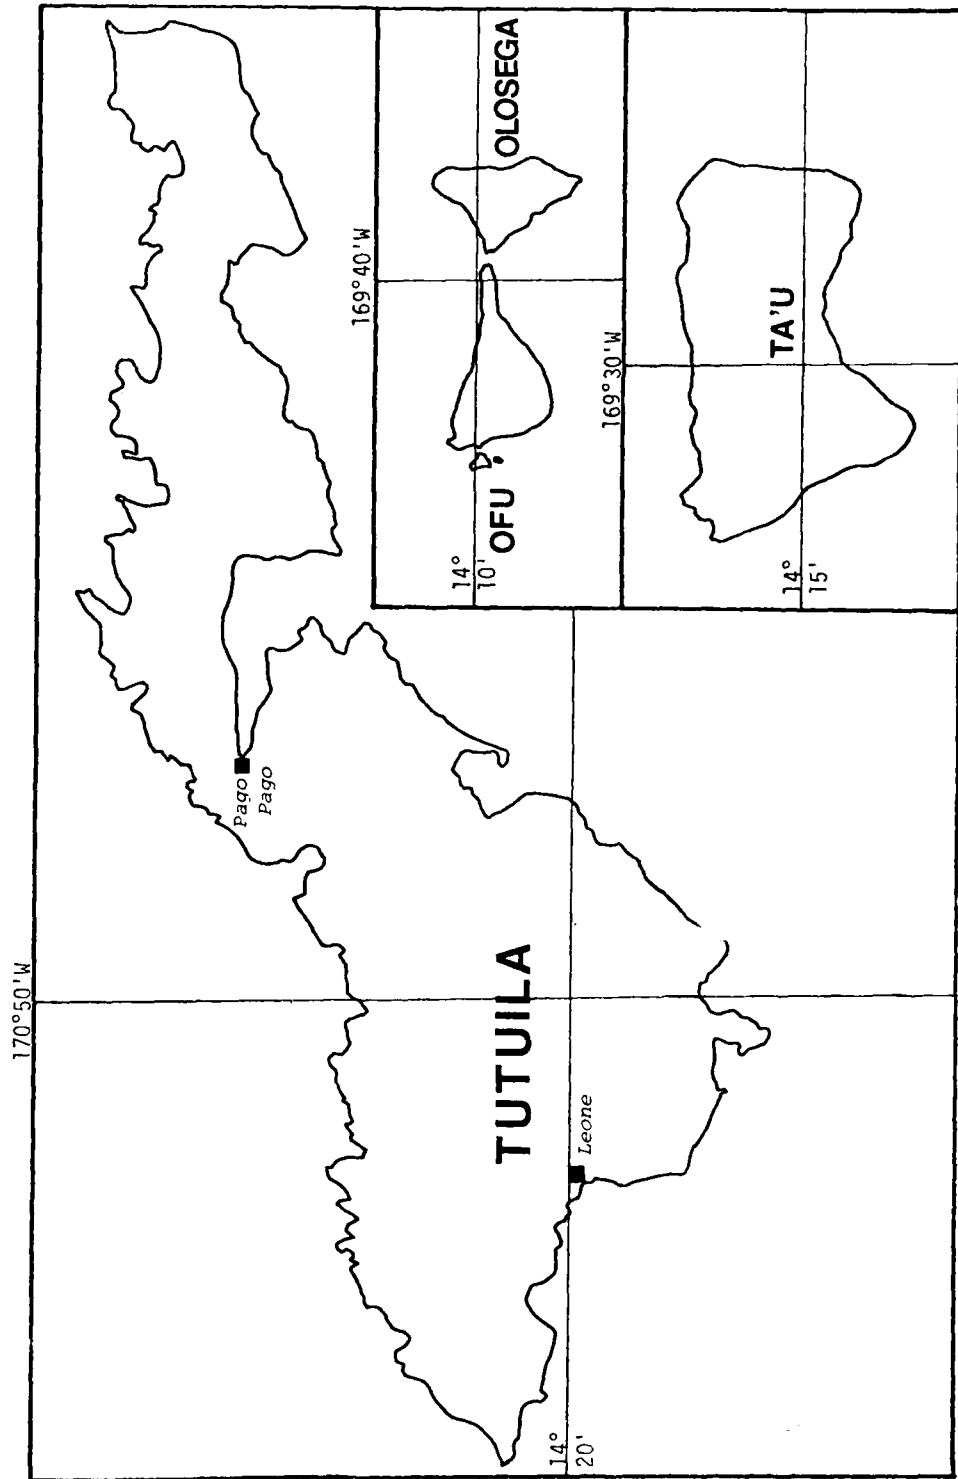 170°50'W
Pago
Pago
TUTUILA
Leone
14°
20'
169°40'W
OLOSEGA
OFU
14°
10'
169°30'W
TA'U
14°
15'